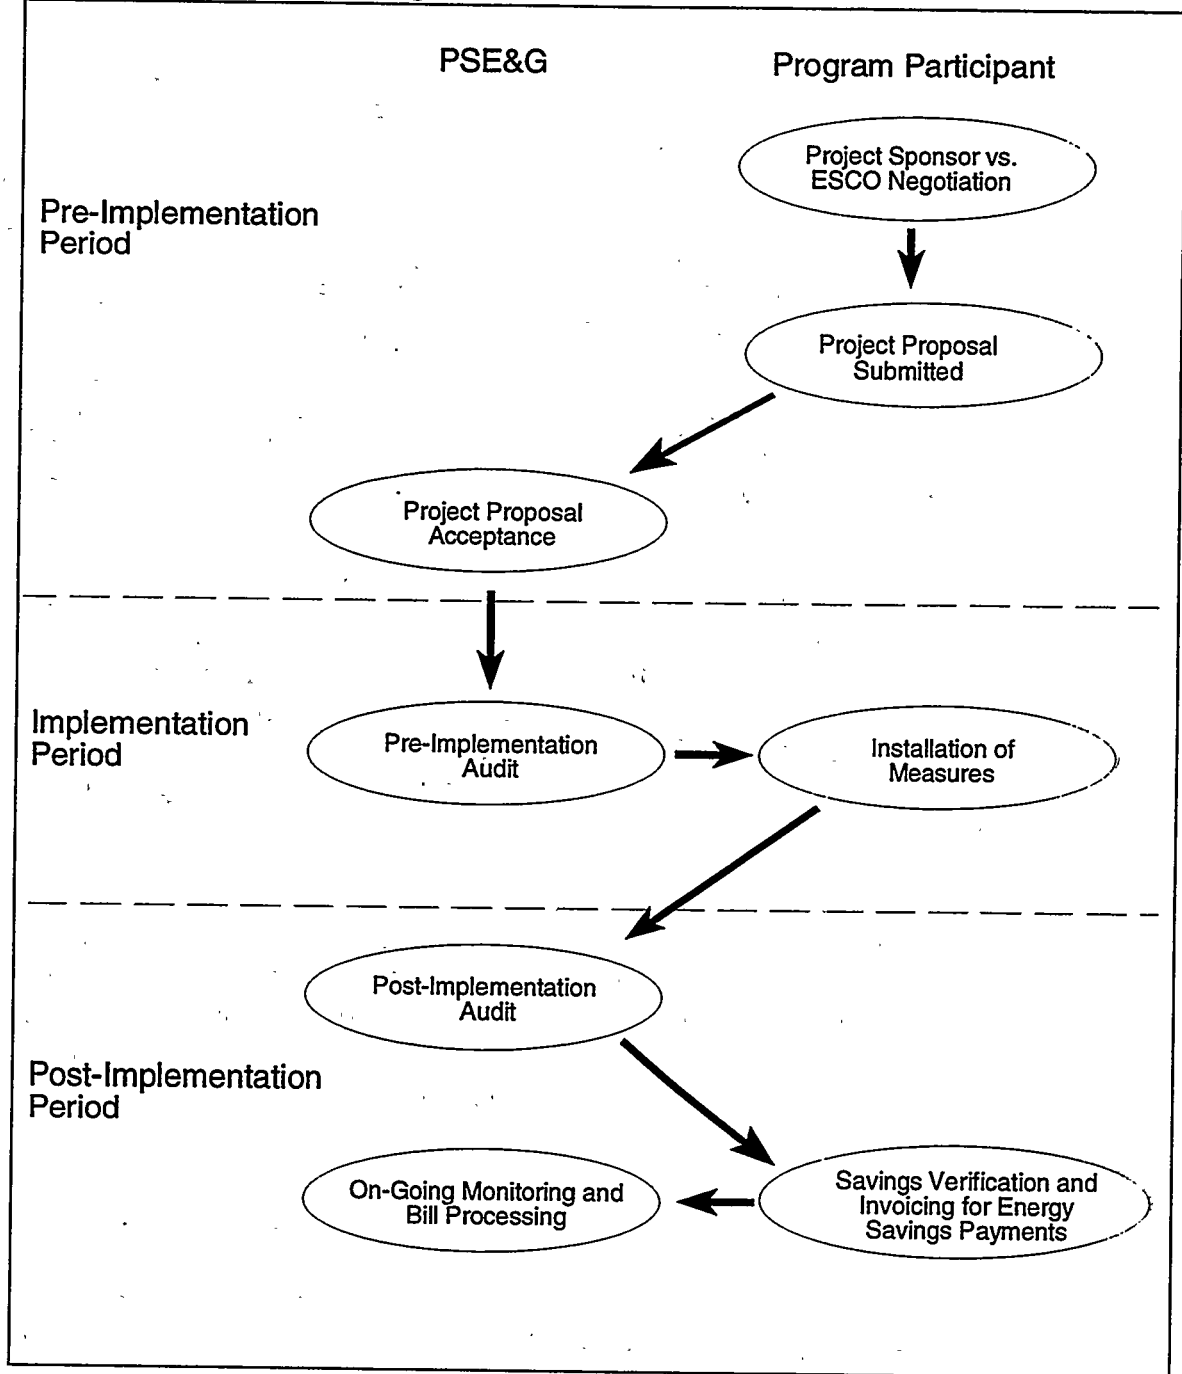 PSE&G
Program Participant
Project Sponsor vs.
ESCO Negotiation
Pre-Implementation
Period
Project Proposal
Submitted
Project Proposal
Acceptance
Implementation
Period
Pre-Implementation
Audit
Installation of
Measures
Post-Implementation
Audit
Post-Implementation
Period
On-Going Monitoring and
Bill Processing
Savings Verification and
Invoicing for Energy
Savings Payments